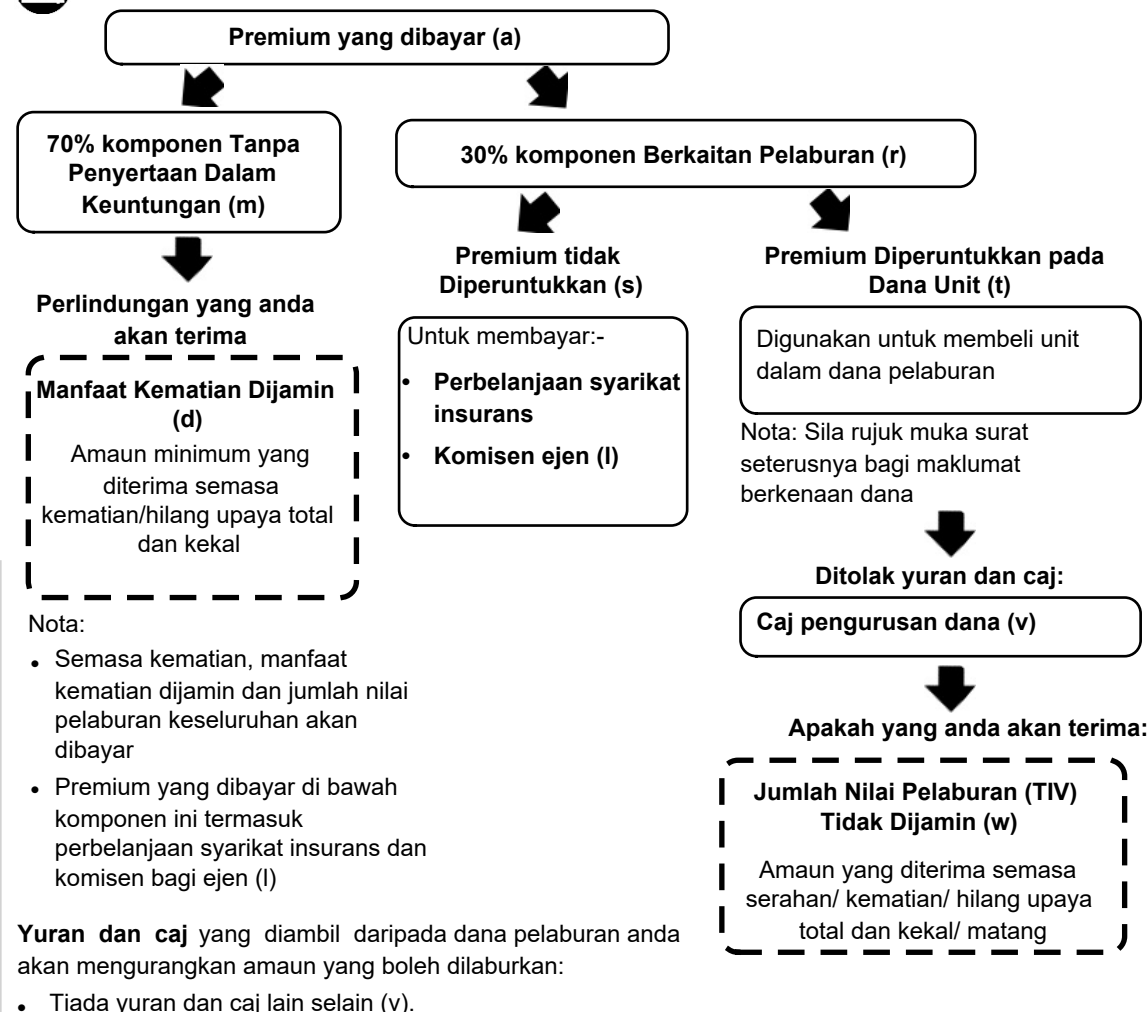 Premium yang dibayar (a)
70% komponen Tanpa
Penyertaan Dalam
Keuntungan (m)
30% komponen Berkaitan Pelaburan (r)
Perlindungan yang anda
akan terima
Manfaat Kematian Dijamin
(d)
Amaun minimum yang
diterima semasa
kematian/hilang upaya total
dan kekal
Nota:
• Semasa kematian, manfaat
kematian dijamin dan jumlah nilai
pelaburan keseluruhan akan
dibayar
• Premium yang dibayar di bawah
komponen ini termasuk
perbelanjaan syarikat insurans dan
komisen bagi ejen (l)
Premium tidak
Diperuntukkan (s)
Untuk membayar:-
• Perbelanjaan syarikat
insurans
• Komisen ejen (l)
Premium Diperuntukkan pada
Dana Unit (t)
Digunakan untuk membeli unit
dalam dana pelaburan
Nota: Sila rujuk muka surat
seterusnya bagi maklumat
berkenaan dana
Ditolak yuran dan caj:
Caj pengurusan dana (v)
Apakah yang anda akan terima:
Jumlah Nilai Pelaburan (TIV)
Tidak Dijamin (w)
Amaun yang diterima semasa
serahan/ kematian/ hilang upaya
total dan kekal/ matang
Yuran dan caj yang diambil daripada dana pelaburan anda
akan mengurangkan amaun yang boleh dilaburkan:
• Tiada yuran dan caj lain selain (v).